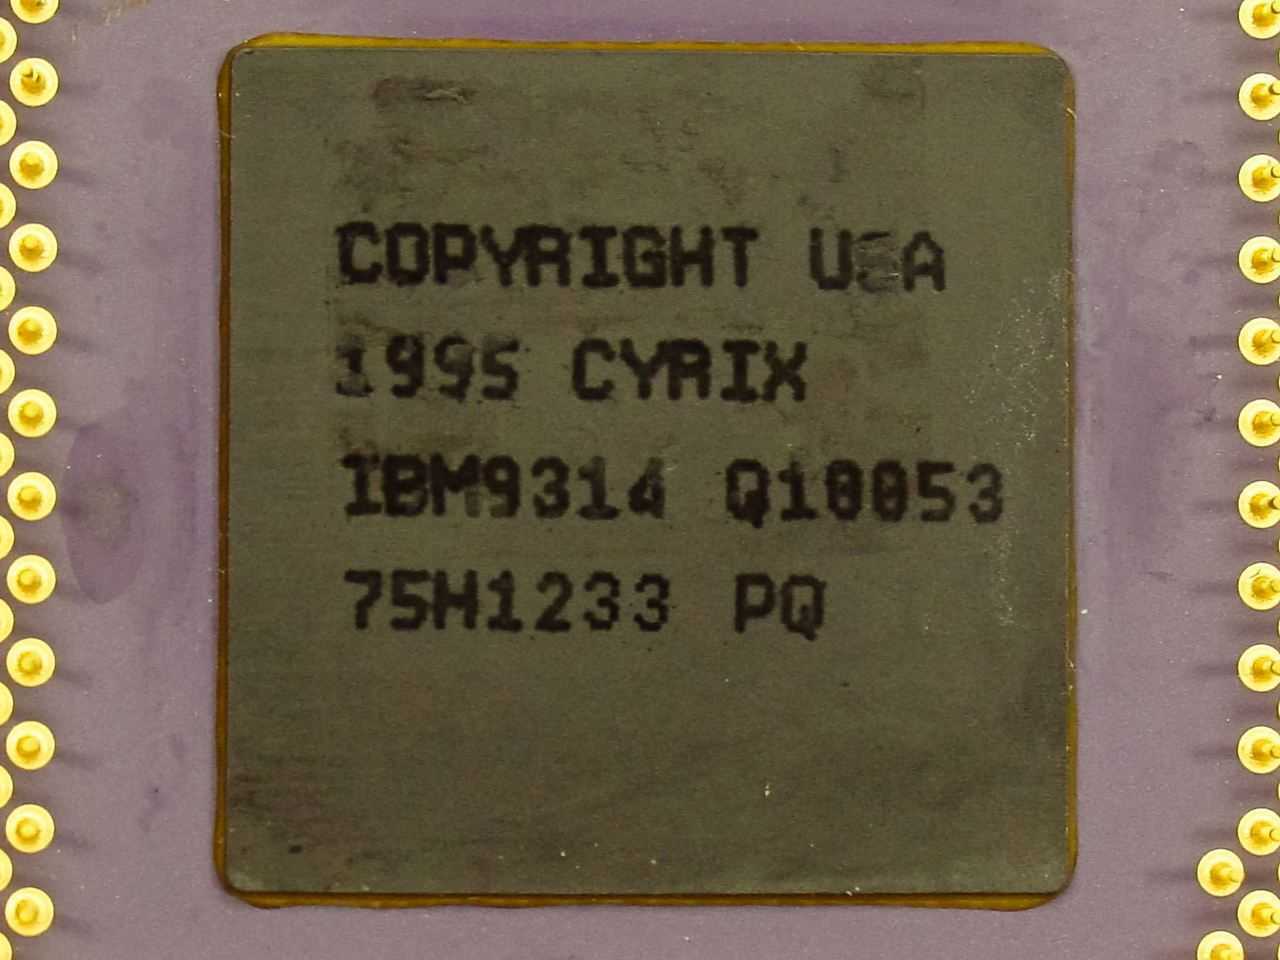 COPYRIGHT USA
1995 CYRIX
IBM9314 Q10053
75H1233 PQ